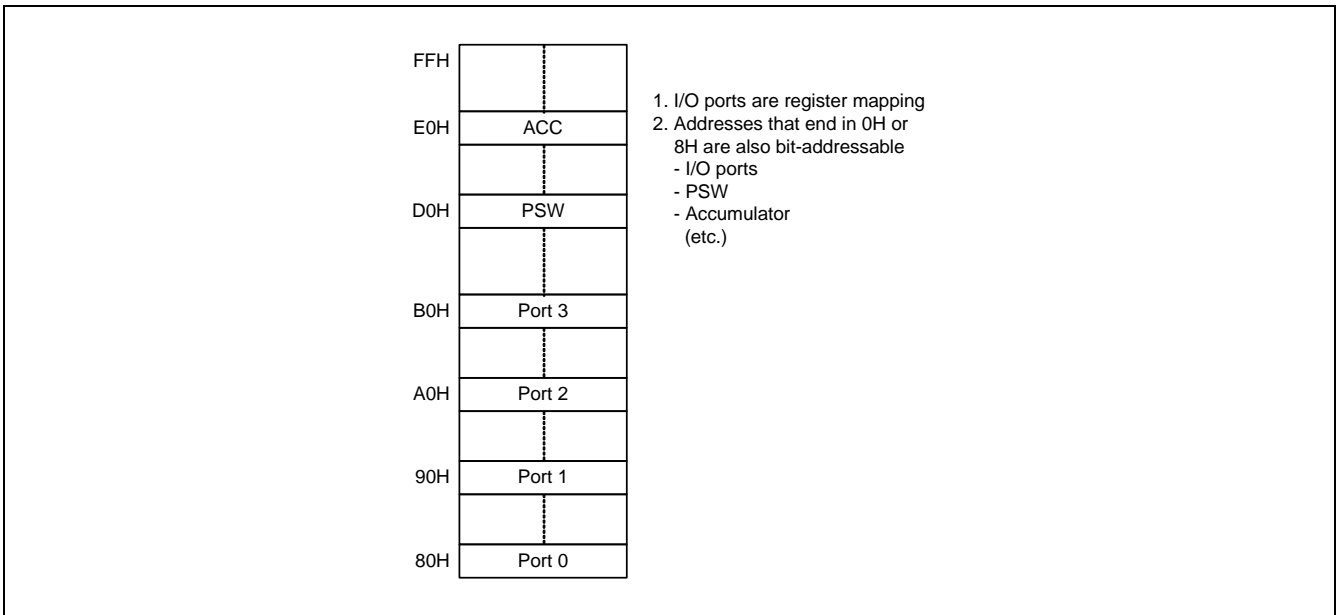 FFH
1. I/O ports are register mapping
E0H ACC
2. Addresses that end in 0H or
8H are also bit-addressable
- I/O ports
- PSW
D0H PSW
- Accumulator
(etc.)
B0H Port 3
A0H Port 2
90H Port 1
80H Port 0